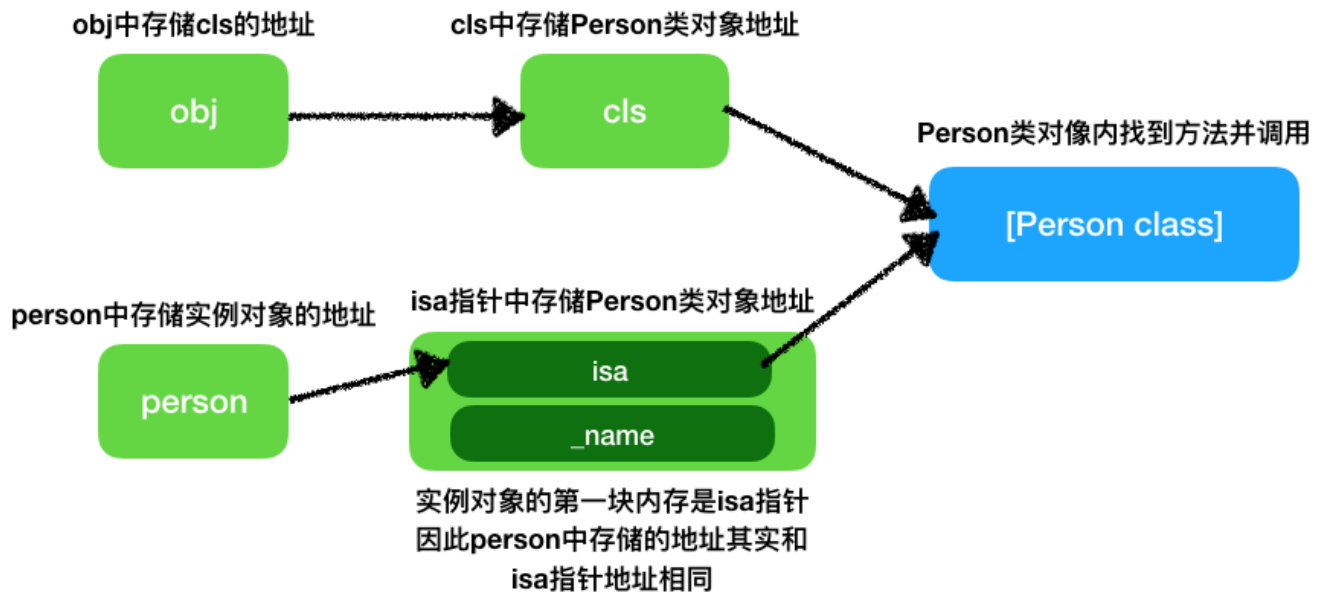 obj中存储cls的地址
cls中存储Person类对象地址
obj
cls
Person类对像内找到方法并调用
[Person class]
person中存储实例对象的地址
isa指针中存储Person类对象地址
person
isa
_name
实例对象的第一块内存是isa指针
因此person中存储的地址其实和
isa指针地址相同